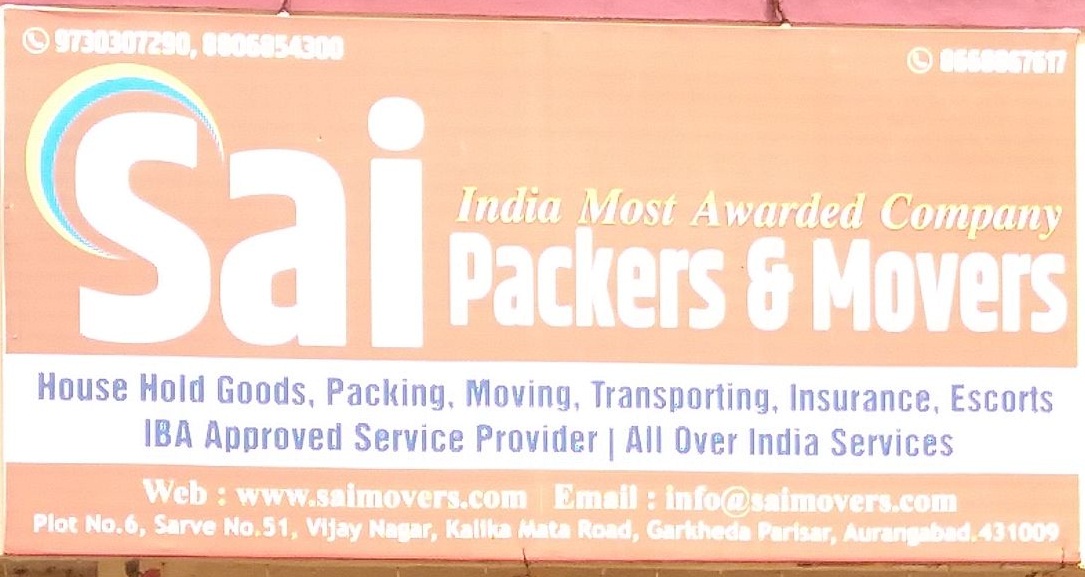 9730307290, 8806854300
8668867617
Sai
India Most Awarded Company
Packers & Movers
House Hold Goods, Packing, Moving, Transporting, Insurance, Escorts
IBA Approved Service Provider | All Over India Services
Web : www.saimovers.com Email : info@saimovers.com
Plot No.6, Sarve No.51, Vijay Nagar, Kalika Mata Road, Garkheda Parisar, Aurangabad.431009